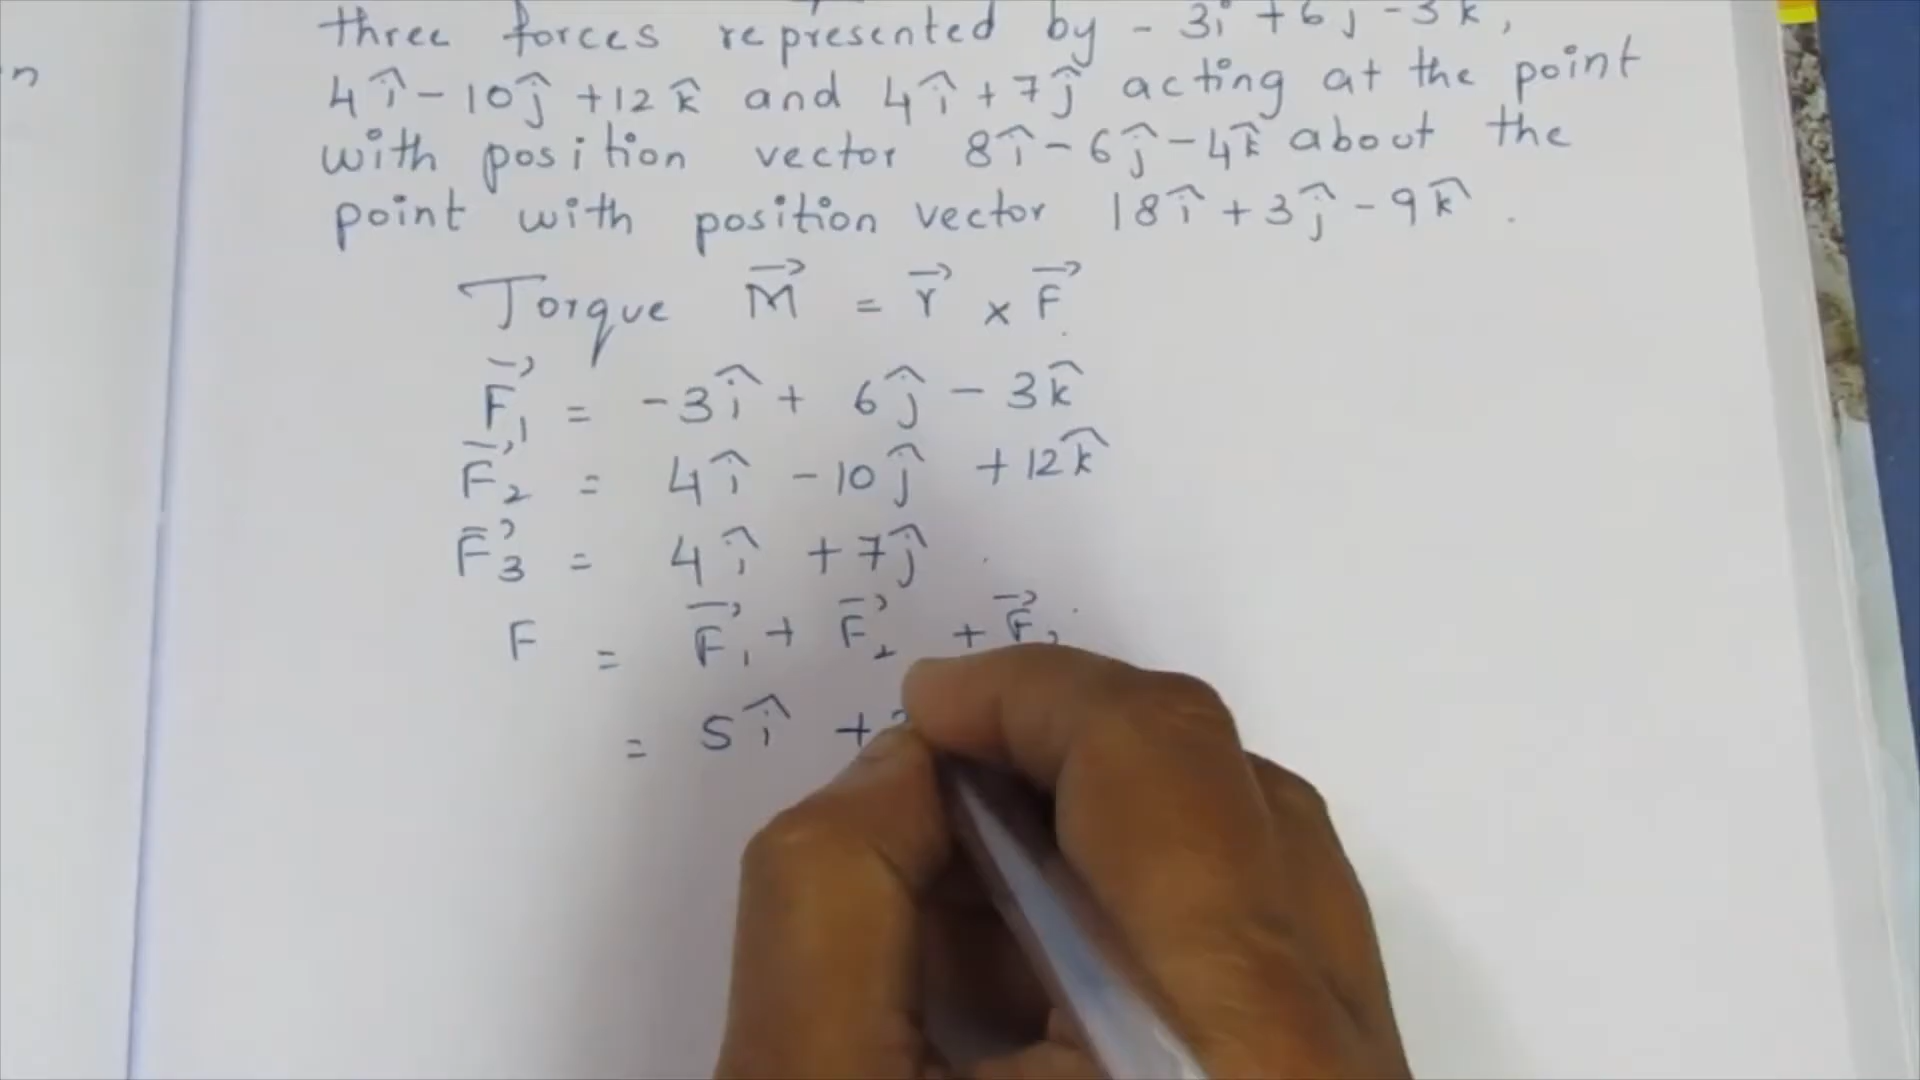 n
three forces represented by - 3i + 6j - 3k,
4î - 10ĵ + 12k̂ and 4î + 7ĵ acting at the point
with position vector 8î - 6ĵ - 4k̂ about the
point with position vector 18î + 3ĵ - 9k̂ .
Torque M⃗ = r⃗ × F⃗
F⃗₁ = -3î + 6ĵ - 3k̂
F⃗₂ = 4î - 10ĵ + 12k̂
F⃗₃ = 4î + 7ĵ
F = F⃗₁ + F⃗₂ + F⃗
= 5î +